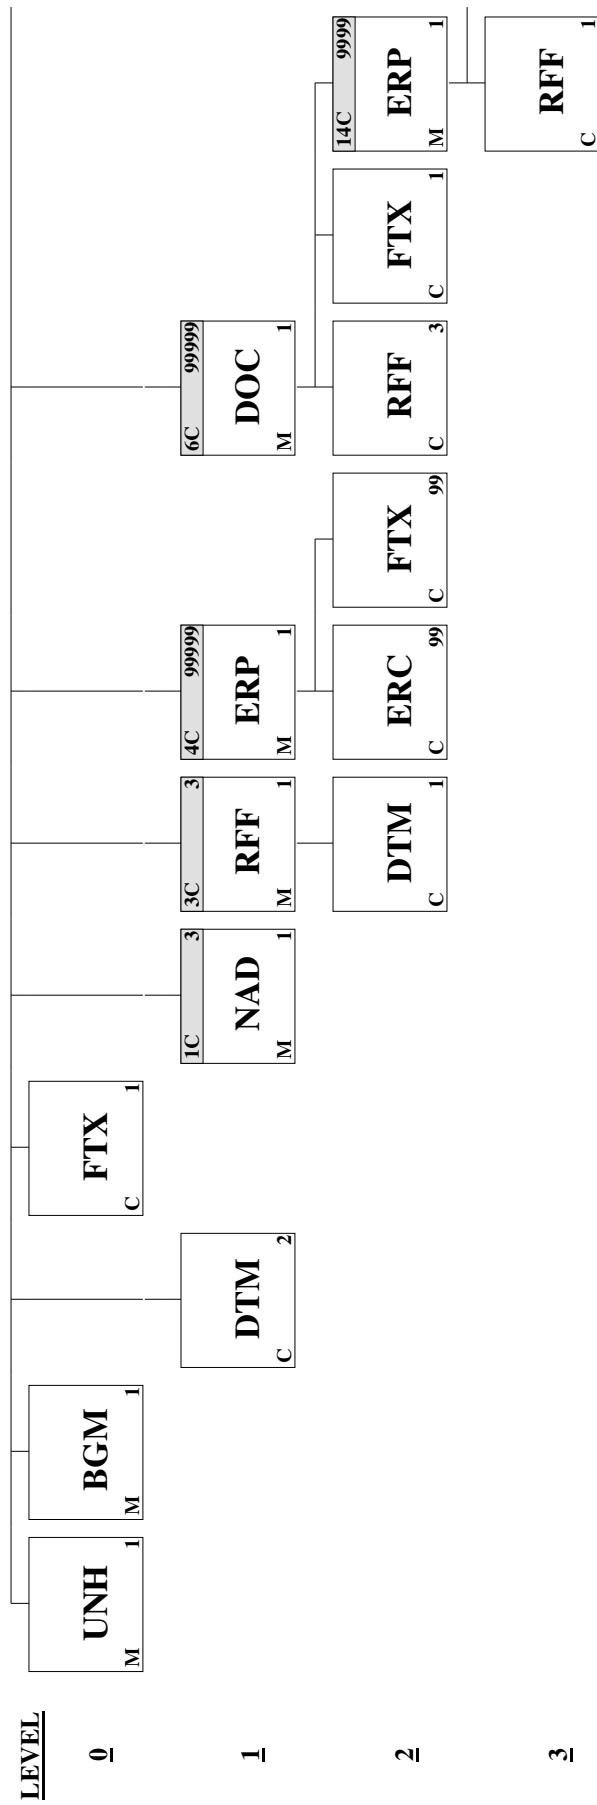 LEVEL
0
UNH
M 1
BGM
M 1
FTX
C 1
1
DTM
C 2
1C 3
NAD
M 1
3C 3
RFF
M 1
4C 99999
ERP
M 1
6C 99999
DOC
M 1
2
DTM
C 1
ERC
C 99
FTX
C 99
RFF
C 3
FTX
C 1
14C 9999
ERP
M 1
3
RFF
C 1